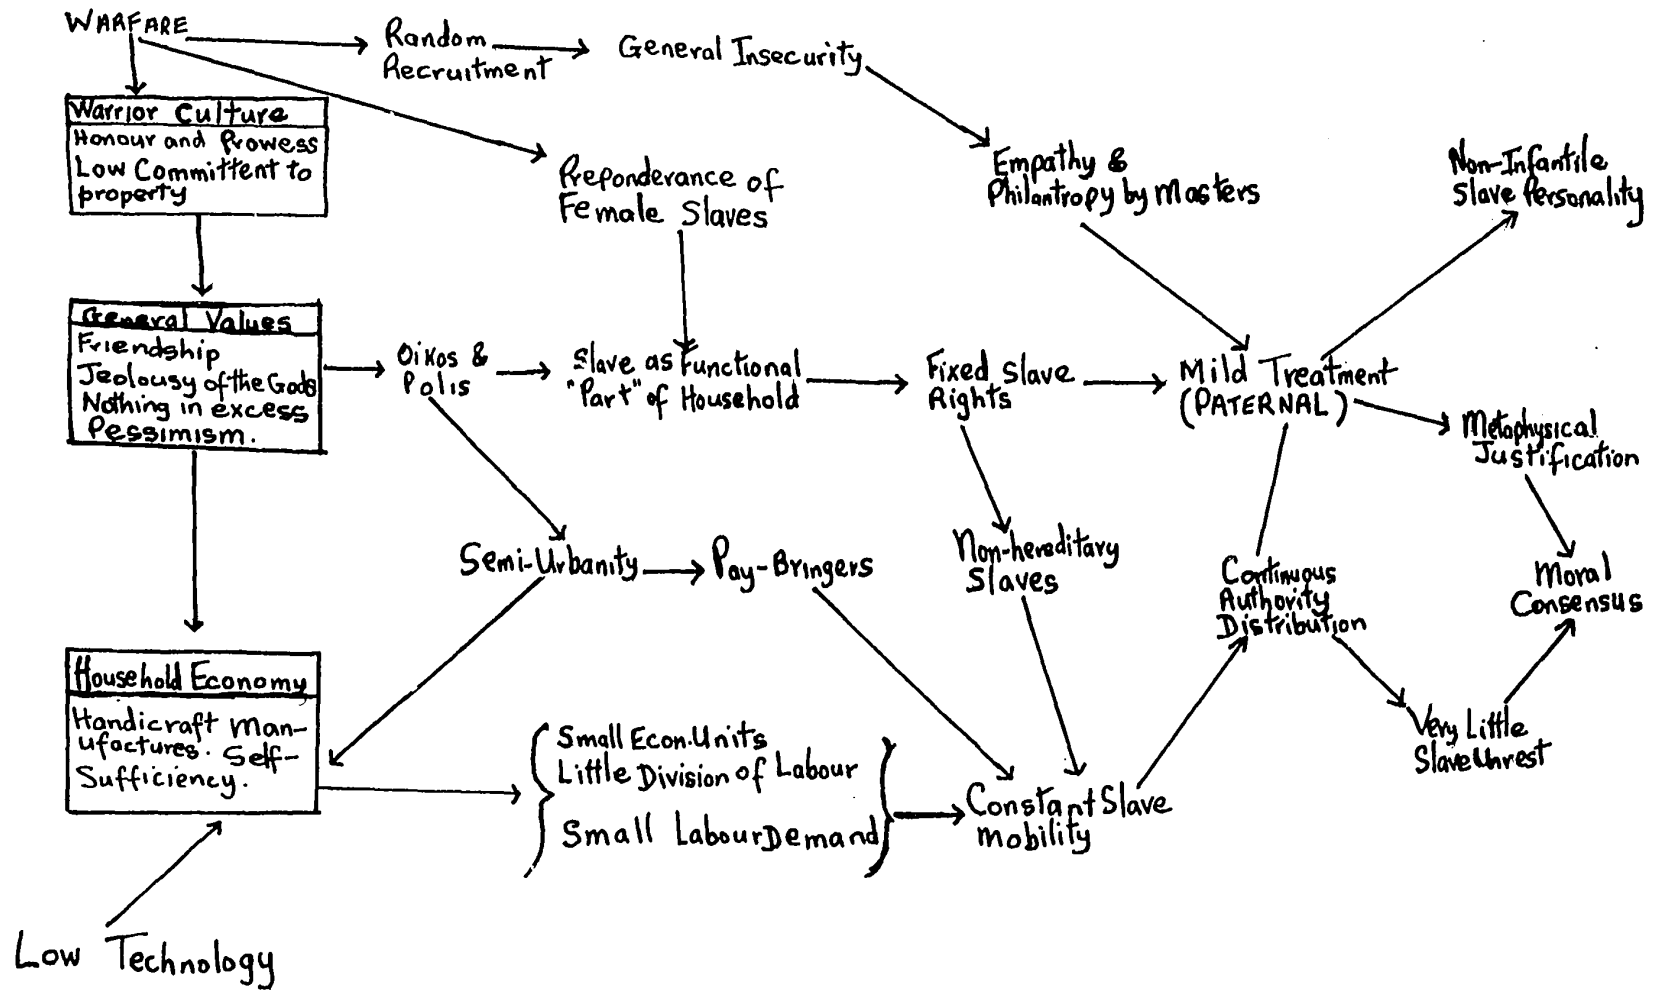 WARFARE
Random
Recruitment
General Insecurity
Warrior Culture
Honour and Prowess
Low Committent to
property
Preponderance of
Female Slaves
Empathy &
Philantropy by Masters
Non-Infantile
Slave Personality
General Values
Friendship
Jeolousy of the Gods
Nothing in excess
Pessimism.
Oikos &
Polis
Slave as Functional
"Part" of Household
Fixed Slave
Rights
Mild Treatment
(PATERNAL)
Metaphysical
Justification
Semi-Urbanity
Pay-Bringers
Non-hereditary
Slaves
Continuous
Authority
Distribution
Moral
Consensus
Household Economy
Handicraft Man-
ufactures. Self-
Sufficiency.
Small Econ. Units
Little Division of Labour
Small Labour Demand
Constant Slave
mobility
Very Little
Slave Unrest
Low Technology